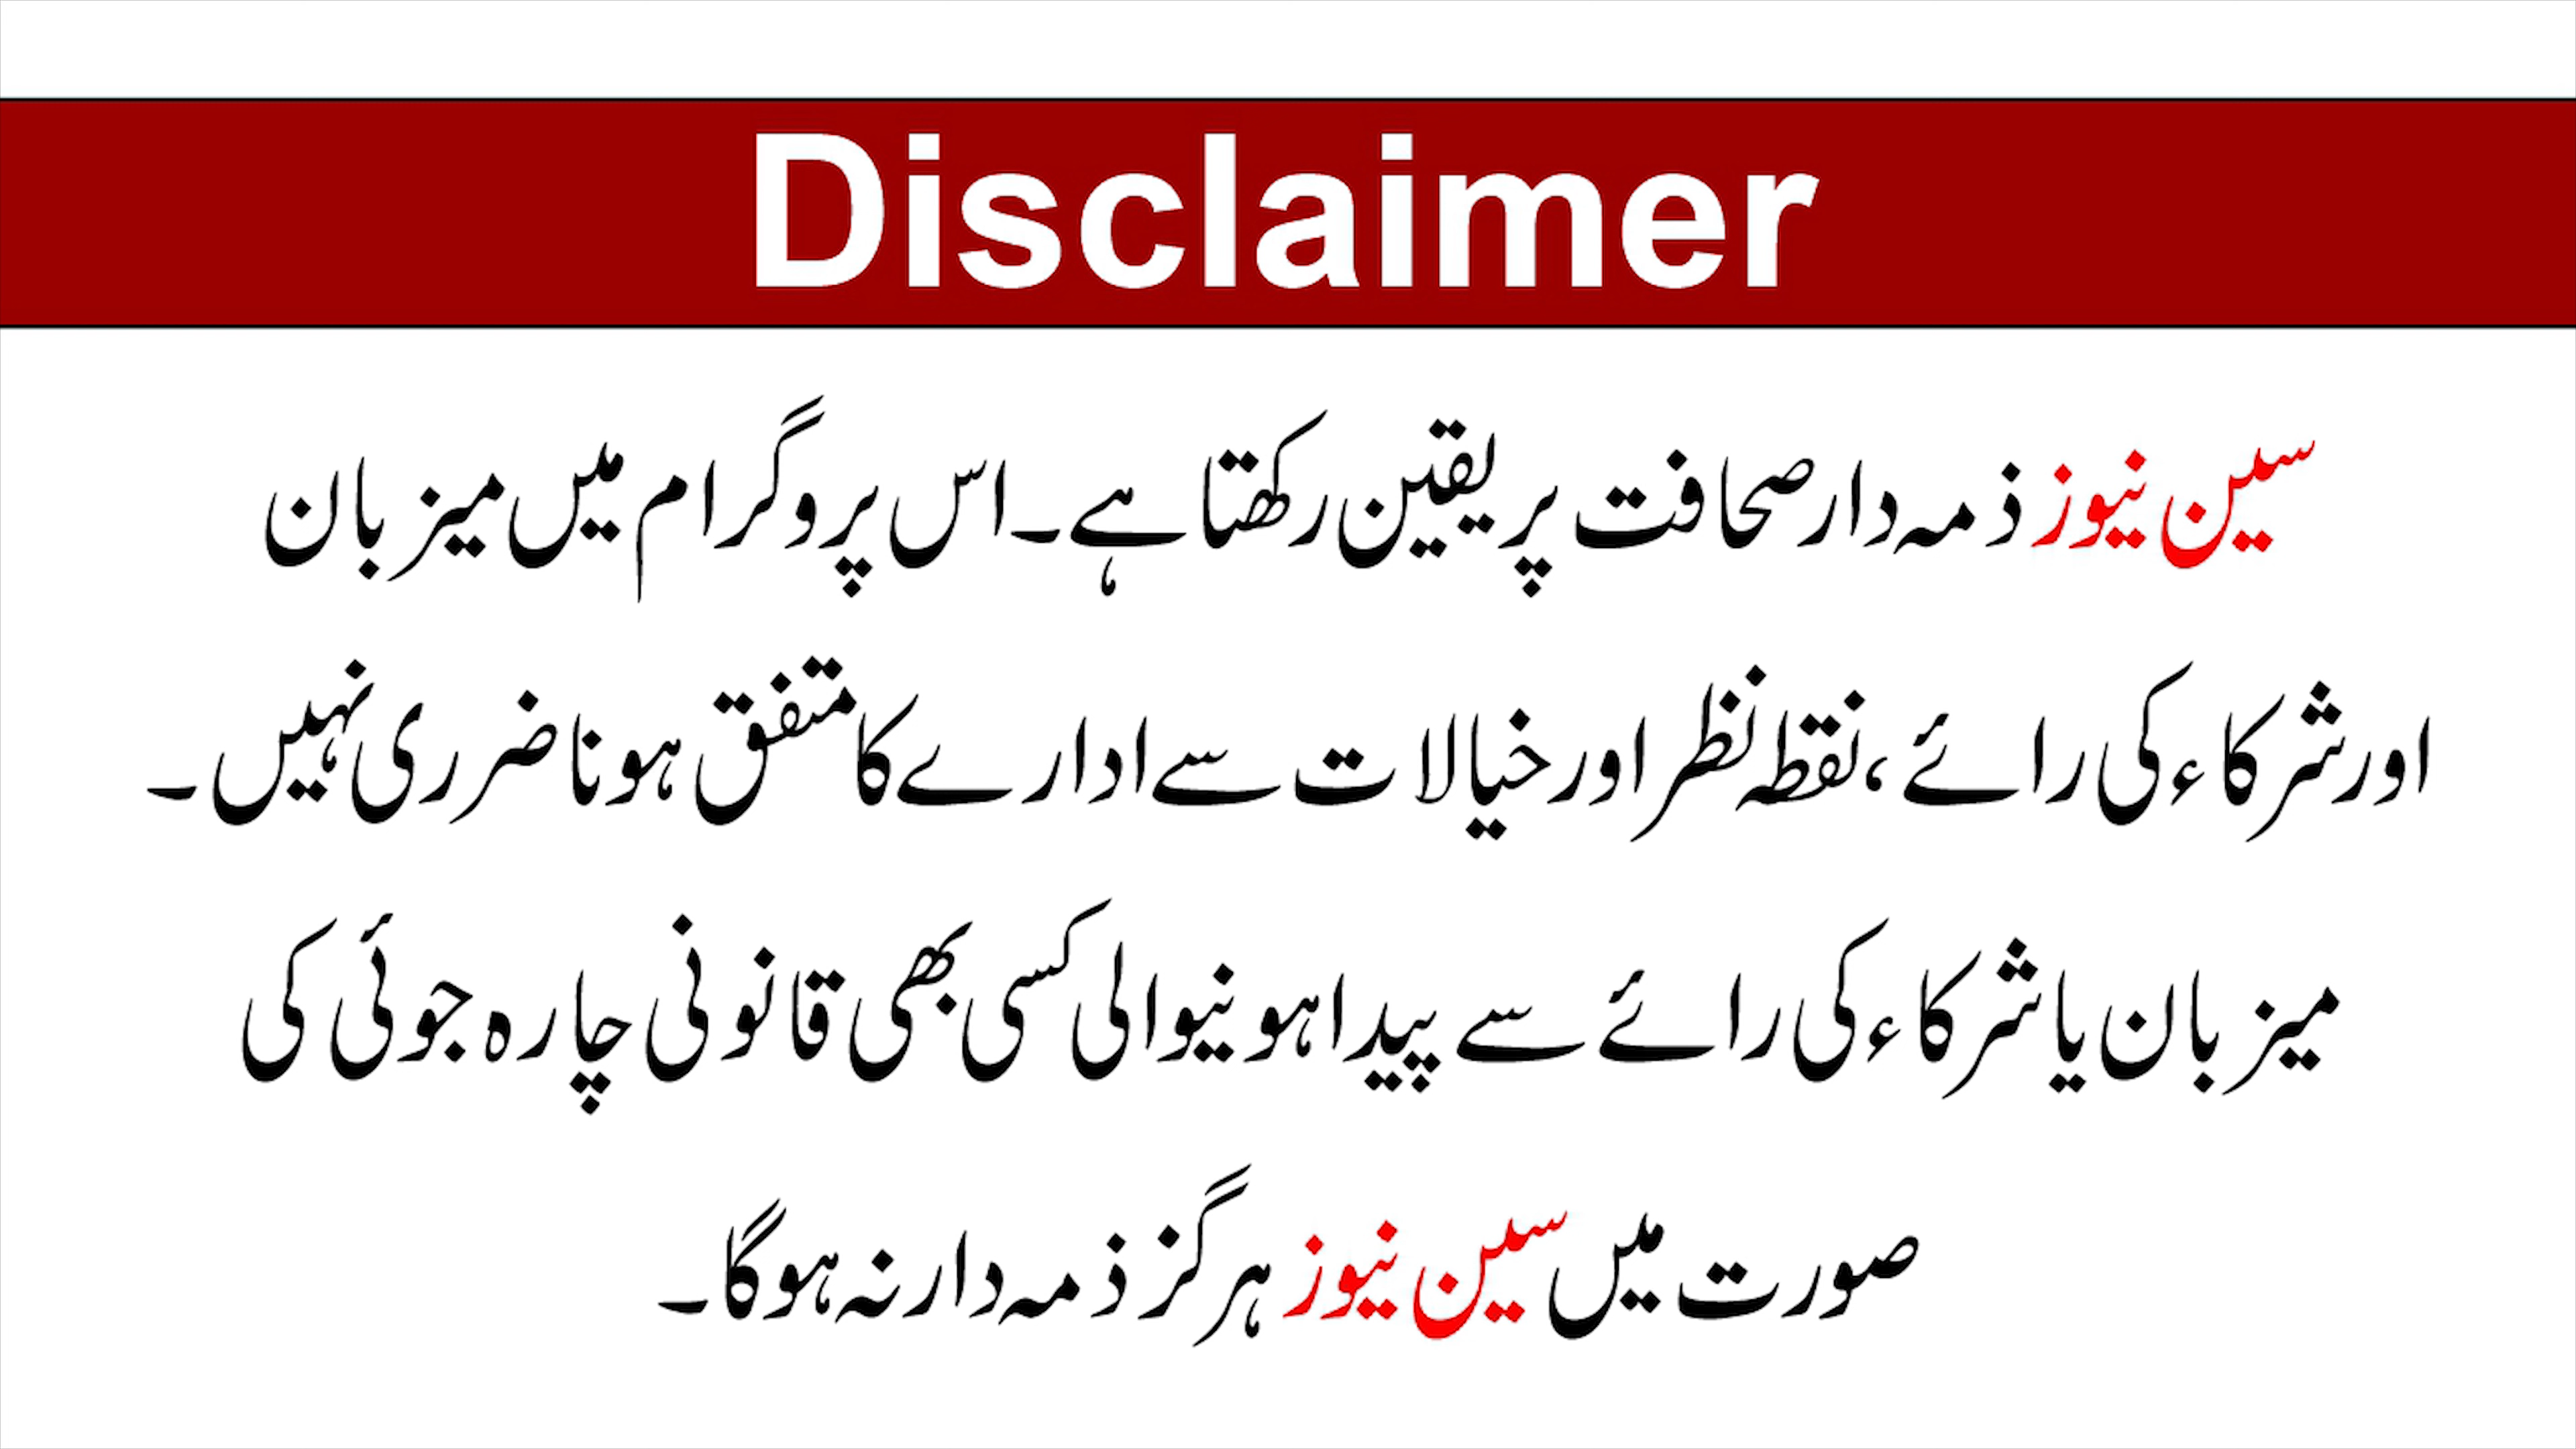 Disclaimer
سین نیوز ذمہ دار صحافت پر یقین رکھتا ہے۔ اس پروگرام میں میزبان
اور شرکاء کی رائے، نقطہ نظر اور خیالات سے ادارے کا متفق ہونا ضرری نہیں۔
میزبان یا شرکاء کی رائے سے پیدا ہونیوالی کسی بھی قانونی چارہ جوئی کی
صورت میں سین نیوز ہرگز ذمہ دار نہ ہوگا۔